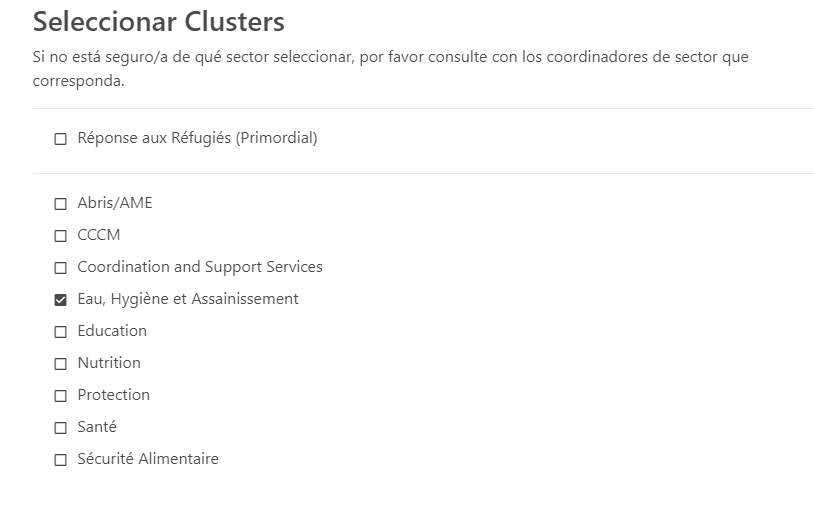 Seleccionar Clusters
Si no está seguro/a de qué sector seleccionar, por favor consulte con los coordinadores de sector que
corresponda.
Réponse aux Réfugiés (Primordial)
Abris/AME
CCCM
Coordination and Support Services
Eau, Hygiène et Assainissement
Education
Nutrition
Protection
Santé
Sécurité Alimentaire